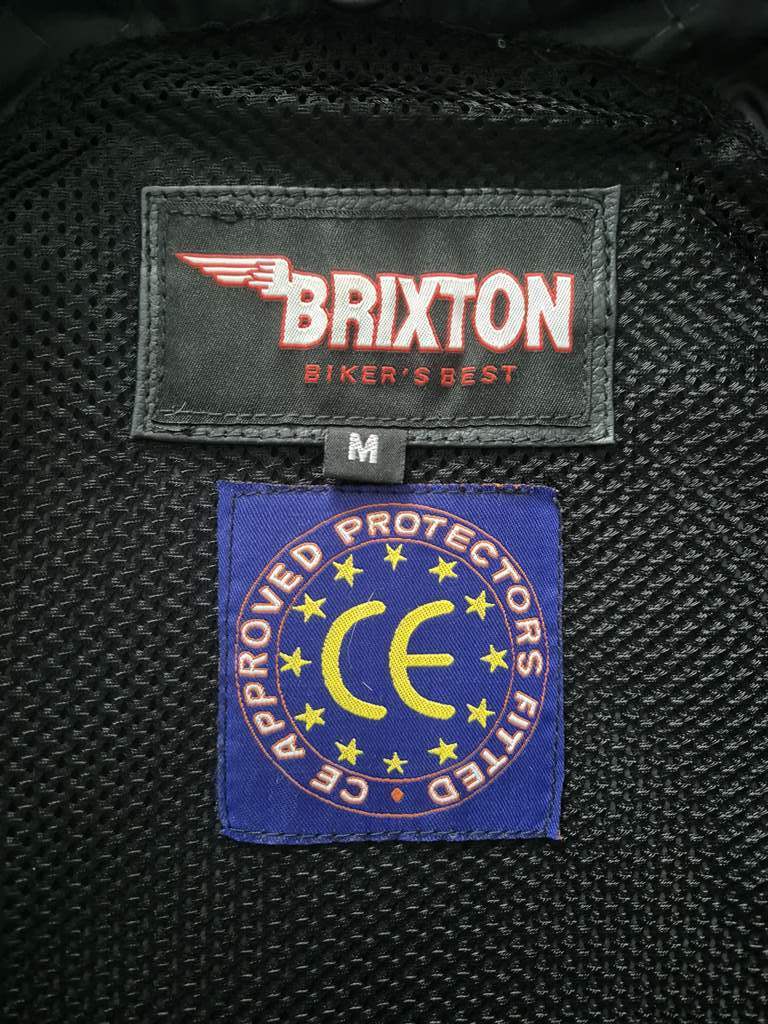 BRIXTON
BIKER'S BEST
M
CE APPROVED PROTECTORS FITTED •
CE